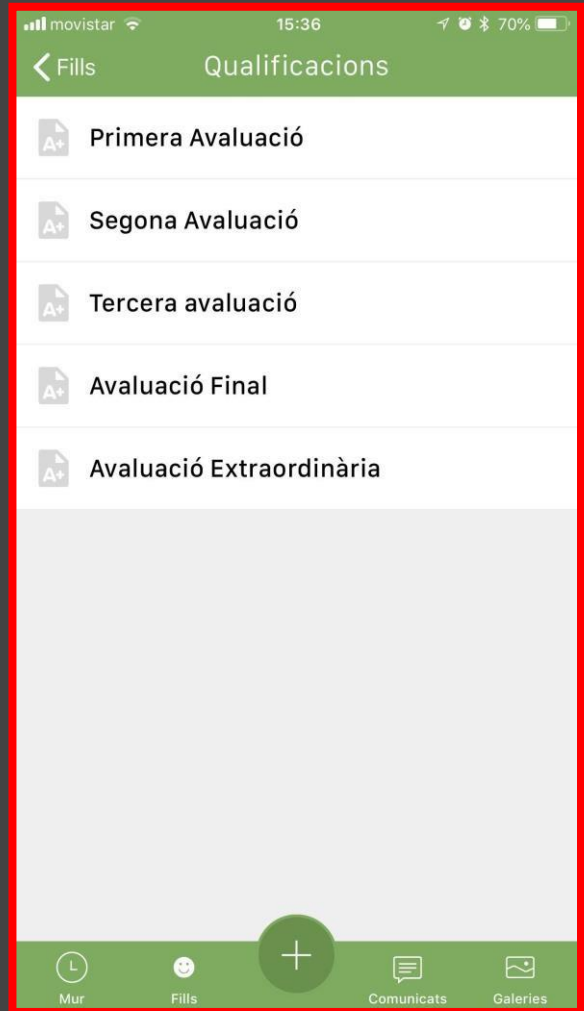 movistar 15:36 70%
Fills Qualificacions
A+ Primera Avaluació
A+ Segona Avaluació
A+ Tercera avaluació
A+ Avaluació Final
A+ Avaluació Extraordinària
Mur Fills Comunicats Galeries